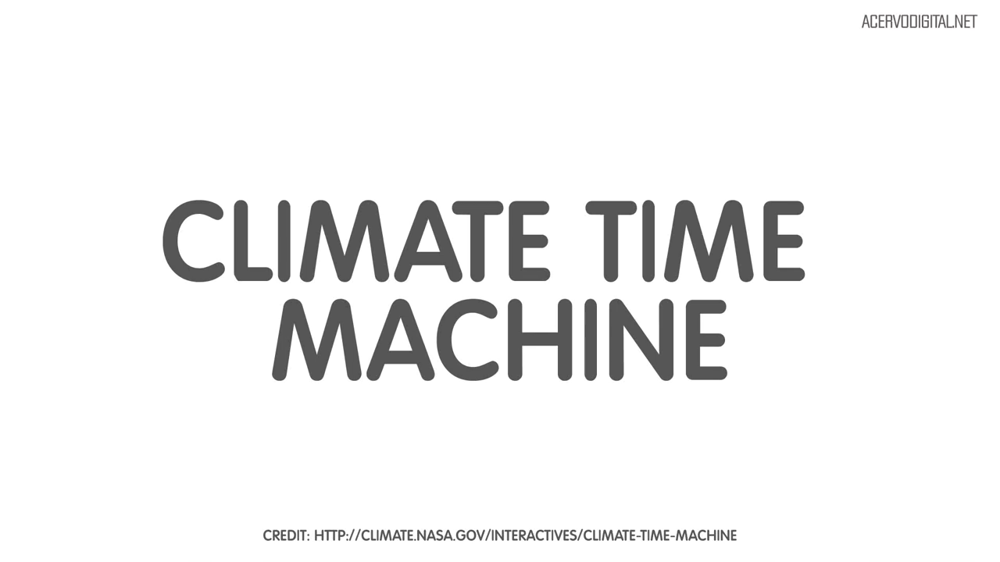 ACERVODIGITAL.NET
CLIMATE TIME
MACHINE
CREDIT: HTTP://CLIMATE.NASA.GOV/INTERACTIVES/CLIMATE-TIME-MACHINE